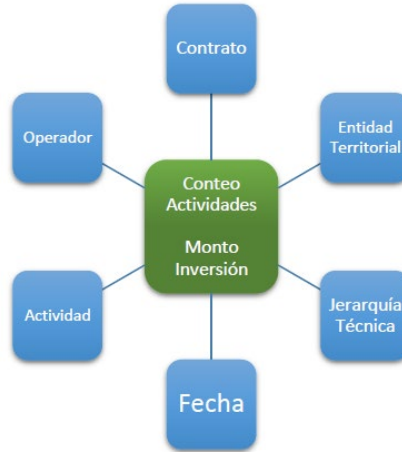 Contrato
Operador
Entidad
Territorial
Conteo
Actividades
Monto
Inversión
Actividad
Jerarquía
Técnica
Fecha